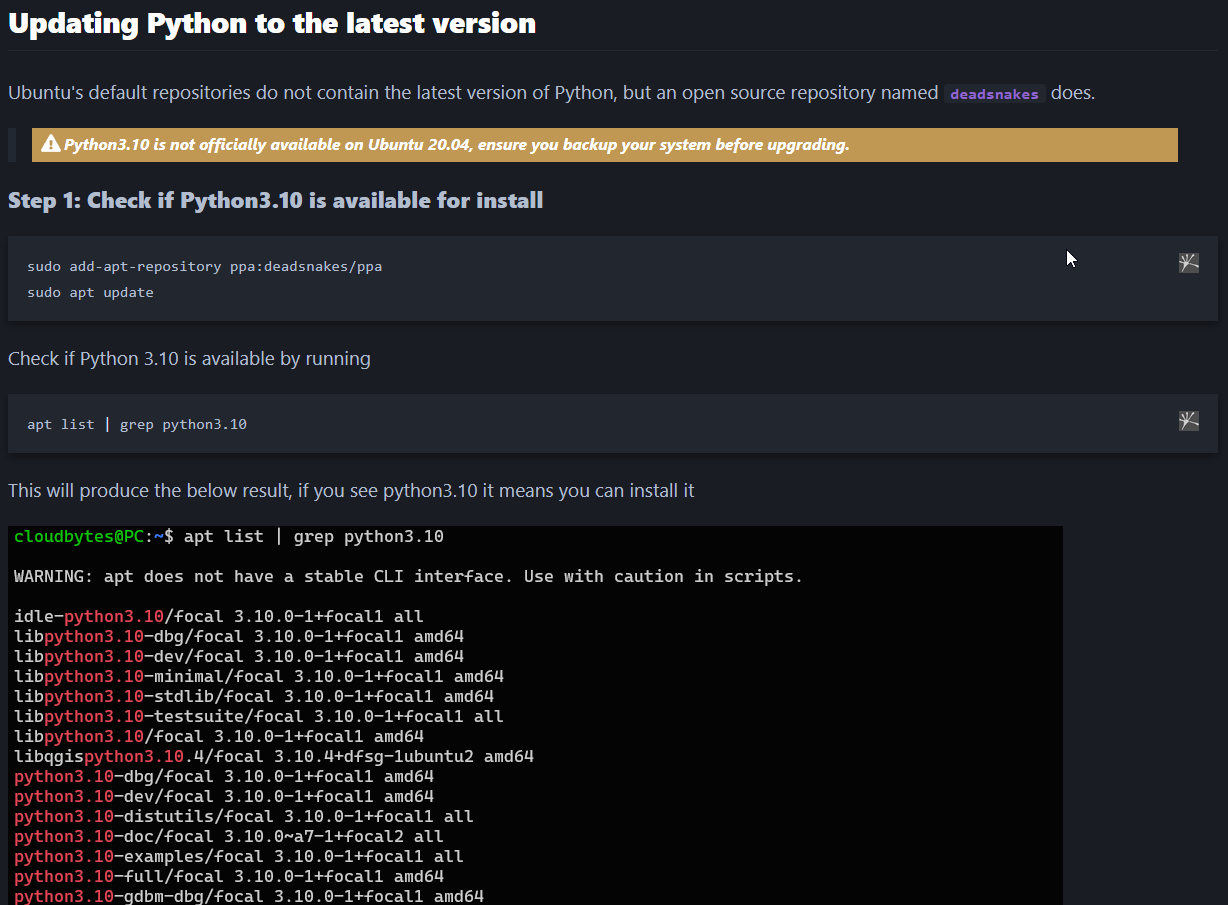 Updating Python to the latest version
Ubuntu's default repositories do not contain the latest version of Python, but an open source repository named deadsnakes does.
Python3.10 is not officially available on Ubuntu 20.04, ensure you backup your system before upgrading.
Step 1: Check if Python3.10 is available for install
sudo add-apt-repository ppa:deadsnakes/ppa
sudo apt update
Check if Python 3.10 is available by running
apt list | grep python3.10
This will produce the below result, if you see python3.10 it means you can install it
cloudbytes@PC:~$ apt list | grep python3.10
WARNING: apt does not have a stable CLI interface. Use with caution in scripts.
idle-python3.10/focal 3.10.0-1+focal1 all
libpython3.10-dbg/focal 3.10.0-1+focal1 amd64
libpython3.10-dev/focal 3.10.0-1+focal1 amd64
libpython3.10-minimal/focal 3.10.0-1+focal1 amd64
libpython3.10-stdlib/focal 3.10.0-1+focal1 amd64
libpython3.10-testsuite/focal 3.10.0-1+focal1 all
libpython3.10/focal 3.10.0-1+focal1 amd64
libqgispython3.10.4/focal 3.10.4+dfsg-1ubuntu2 amd64
python3.10-dbg/focal 3.10.0-1+focal1 amd64
python3.10-dev/focal 3.10.0-1+focal1 amd64
python3.10-distutils/focal 3.10.0-1+focal1 all
python3.10-doc/focal 3.10.0~a7-1+focal2 all
python3.10-examples/focal 3.10.0-1+focal1 all
python3.10-full/focal 3.10.0-1+focal1 amd64
python3.10-gdbm-dbg/focal 3.10.0-1+focal1 amd64